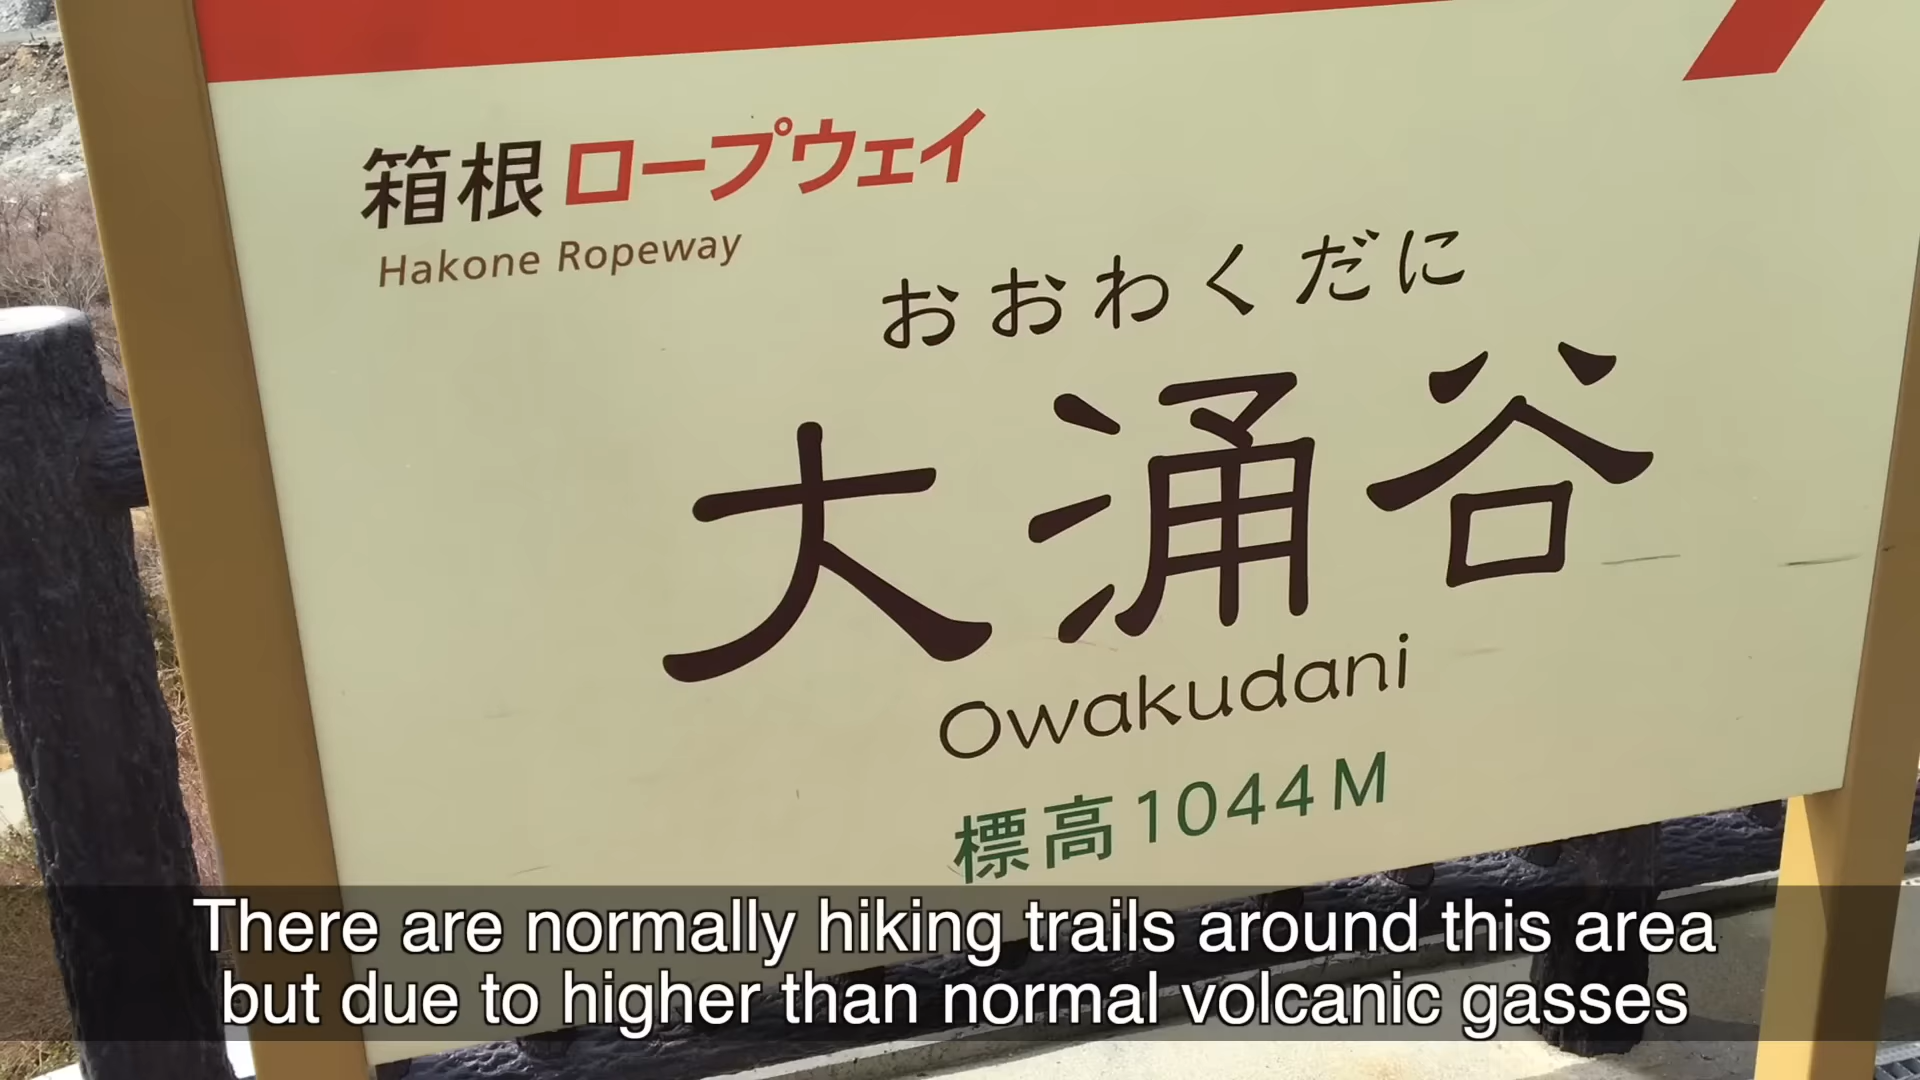 箱根ロープウェイ
Hakone Ropeway
おおわくだに
大涌谷
Owakudani
標高1044M
There are normally hiking trails around this area
but due to higher than normal volcanic gasses